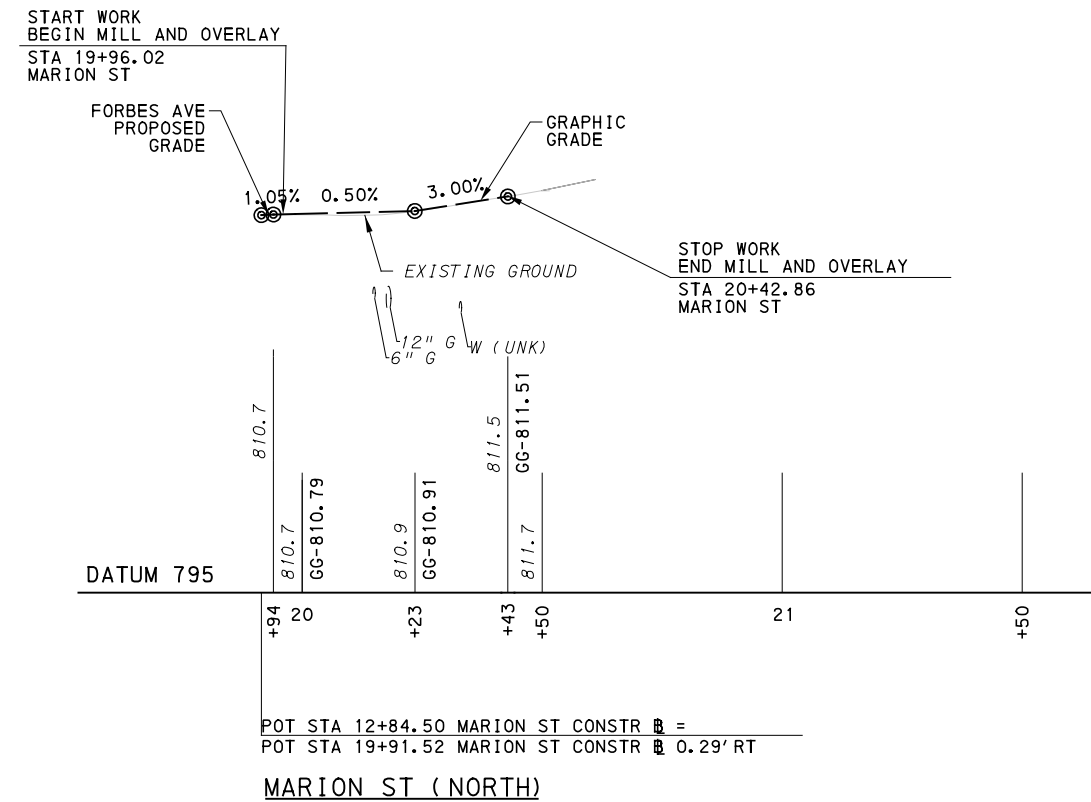 START WORK
BEGIN MILL AND OVERLAY
STA 19+96.02
MARION ST
FORBES AVE
PROPOSED
GRADE
GRAPHIC
GRADE
1.05%
0.50%
3.00%
STOP WORK
END MILL AND OVERLAY
STA 20+42.86
MARION ST
EXISTING GROUND
12" G
6" G
W (UNK)
810.7
810.7
GG-810.79
810.9
GG-810.91
811.5
GG-811.51
811.7
DATUM 795
+94
20
+23
+43
+50
21
+50
POT STA 12+84.50 MARION ST CONSTR BL =
POT STA 19+91.52 MARION ST CONSTR BL 0.29'RT
MARION ST (NORTH)